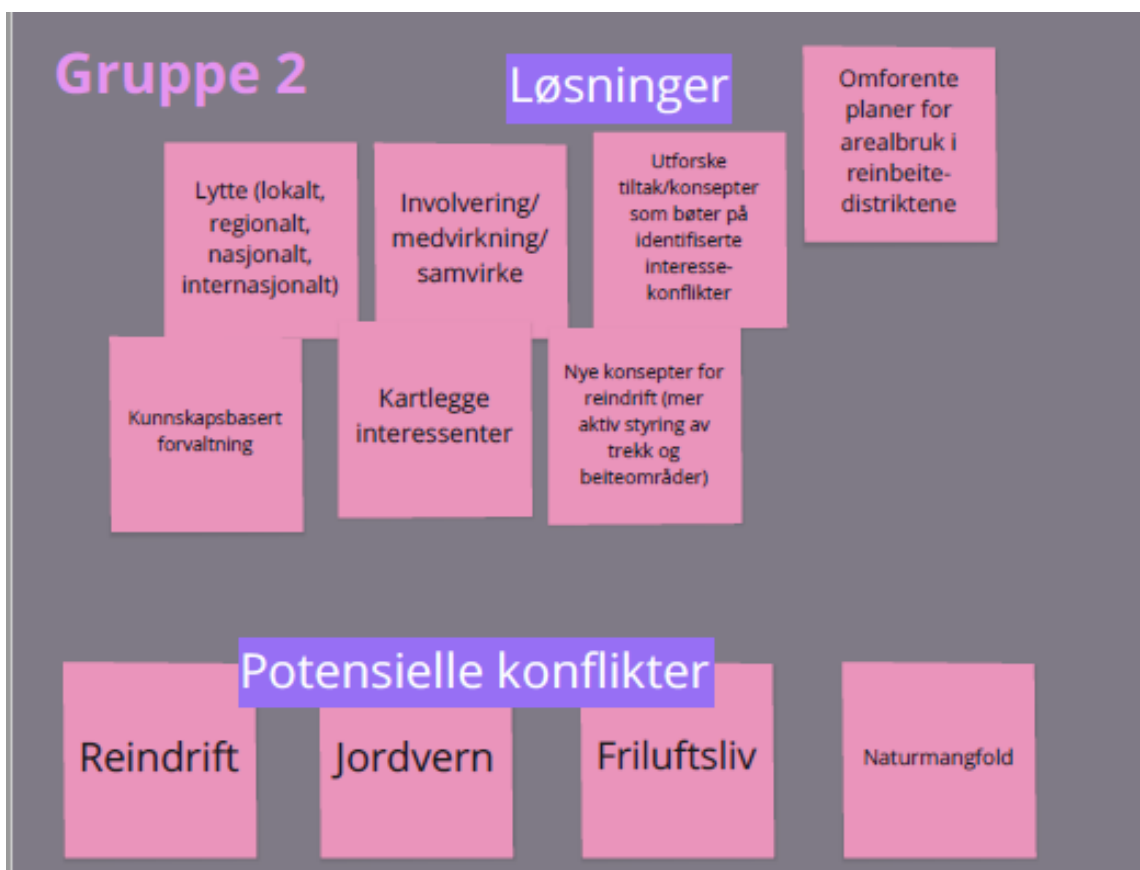 Gruppe 2
Løsninger
Omforente
planer for
arealbruk i
reinbeite-
distriktene
Lytte (lokalt,
regionalt,
nasjonalt,
internasjonalt)
Involvering/
medvirkning/
samvirke
Utforske
tiltak/konsepter
som bøter på
identifiserte
interesse-
konflikter
Kunnskapsbasert
forvaltning
Kartlegge
interessenter
Nye konsepter for
reindrift (mer
aktiv styring av
trekk og
beiteområder)
Potensielle konflikter
Reindrift
Jordvern
Friluftsliv
Naturmangfold